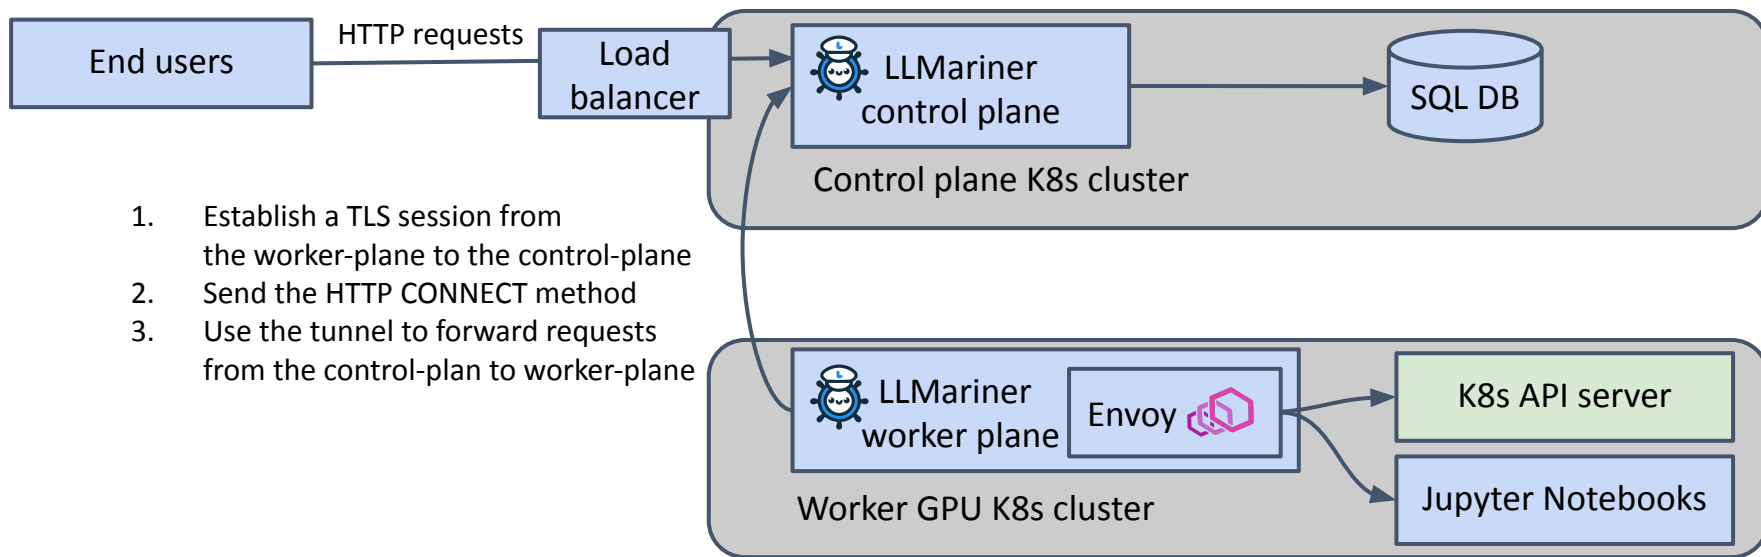 End users
HTTP requests
Load
balancer
LLMariner
control plane
SQL DB
Control plane K8s cluster
1. Establish a TLS session from
the worker-plane to the control-plane
2. Send the HTTP CONNECT method
3. Use the tunnel to forward requests
from the control-plan to worker-plane
LLMariner
worker plane
Envoy
K8s API server
Jupyter Notebooks
Worker GPU K8s cluster